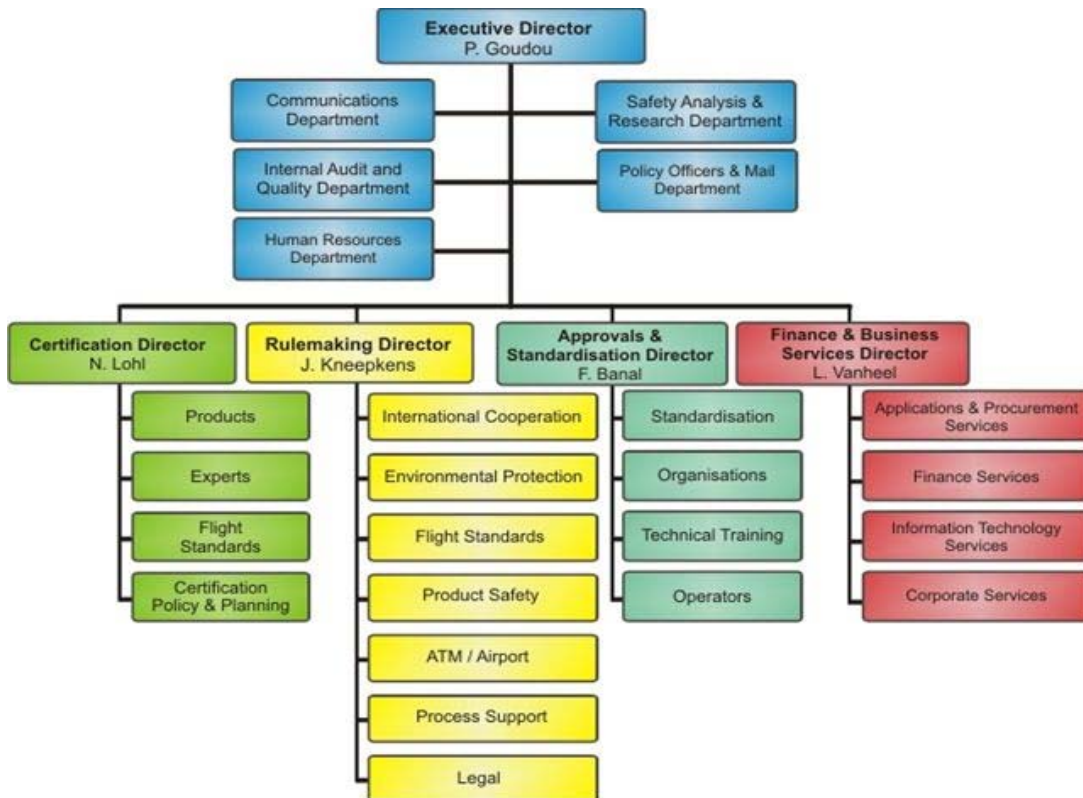 Executive Director
P. Goudou
Communications
Department
Safety Analysis &
Research Department
Internal Audit and
Quality Department
Policy Officers & Mail
Department
Human Resources
Department
Certification Director
N. Lohl
Rulemaking Director
J. Kneepkens
Approvals &
Standardisation Director
F. Banal
Finance & Business
Services Director
L. Vanheel
Products
Experts
Flight
Standards
Certification
Policy & Planning
International Cooperation
Environmental Protection
Flight Standards
Product Safety
ATM / Airport
Process Support
Legal
Standardisation
Organisations
Technical Training
Operators
Applications & Procurement
Services
Finance Services
Information Technology
Services
Corporate Services